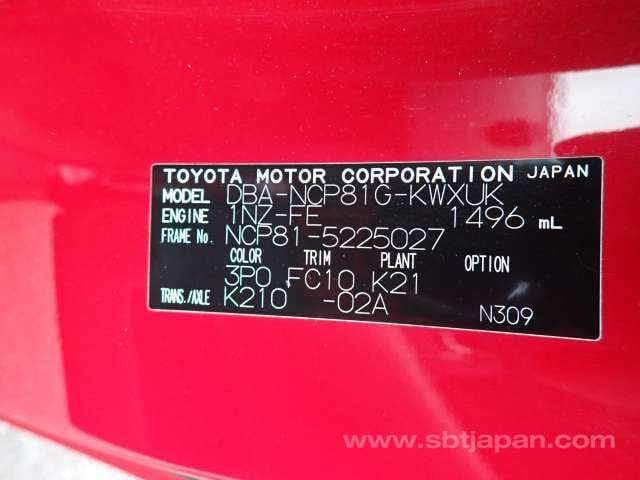 TOYOTA MOTOR CORPORATION JAPAN
MODEL DBA-NCP81G-KWXUK
ENGINE 1NZ-FE 1496 mL
FRAME No. NCP81-5225027
COLOR TRIM PLANT OPTION
3P0 FC10 K21
TRANS./AXLE K210 -02A
N309
www.sbtjapan.com